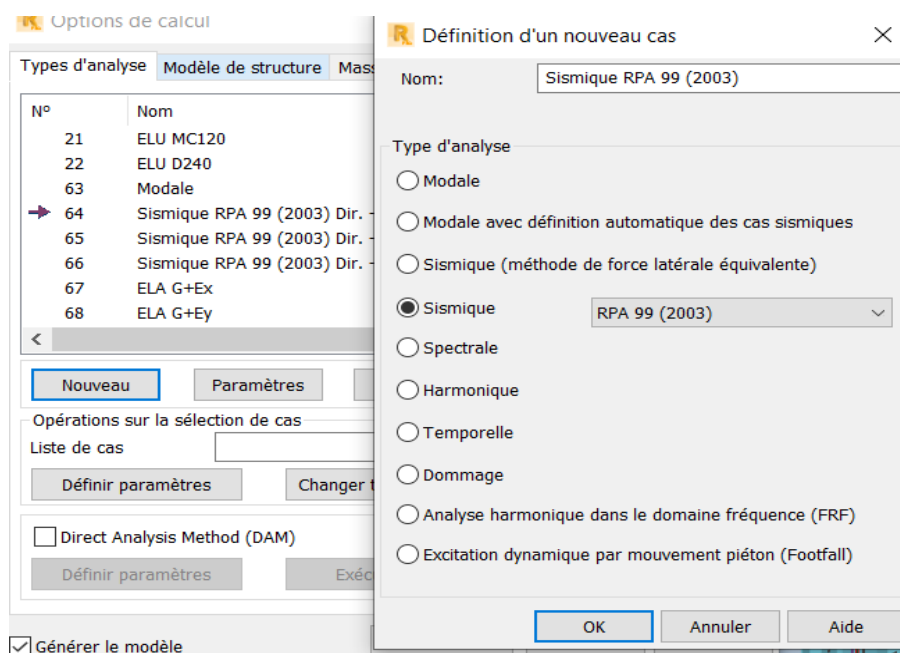 Options de calcul
Types d'analyse Modèle de structure
N° Nom
21 ELU MC120
22 ELU D240
63 Modale
64 Sismique RPA 99 (2003) Dir. -
65 Sismique RPA 99 (2003) Dir. -
66 Sismique RPA 99 (2003) Dir. -
67 ELA G+Ex
68 ELA G+Ey
Nouveau Paramètres
Opérations sur la sélection de cas
Liste de cas
Définir paramètres Changer
Direct Analysis Method (DAM)
Définir paramètres
Générer le modèle
Définition d'un nouveau cas
Nom: Sismique RPA 99 (2003)
Type d'analyse
Modale
Modale avec définition automatique des cas sismiques
Sismique (méthode de force latérale équivalente)
Sismique RPA 99 (2003)
Spectrale
Harmonique
Temporelle
Dommage
Analyse harmonique dans le domaine fréquence (FRF)
Excitation dynamique par mouvement piéton (Footfall)
OK Annuler Aide